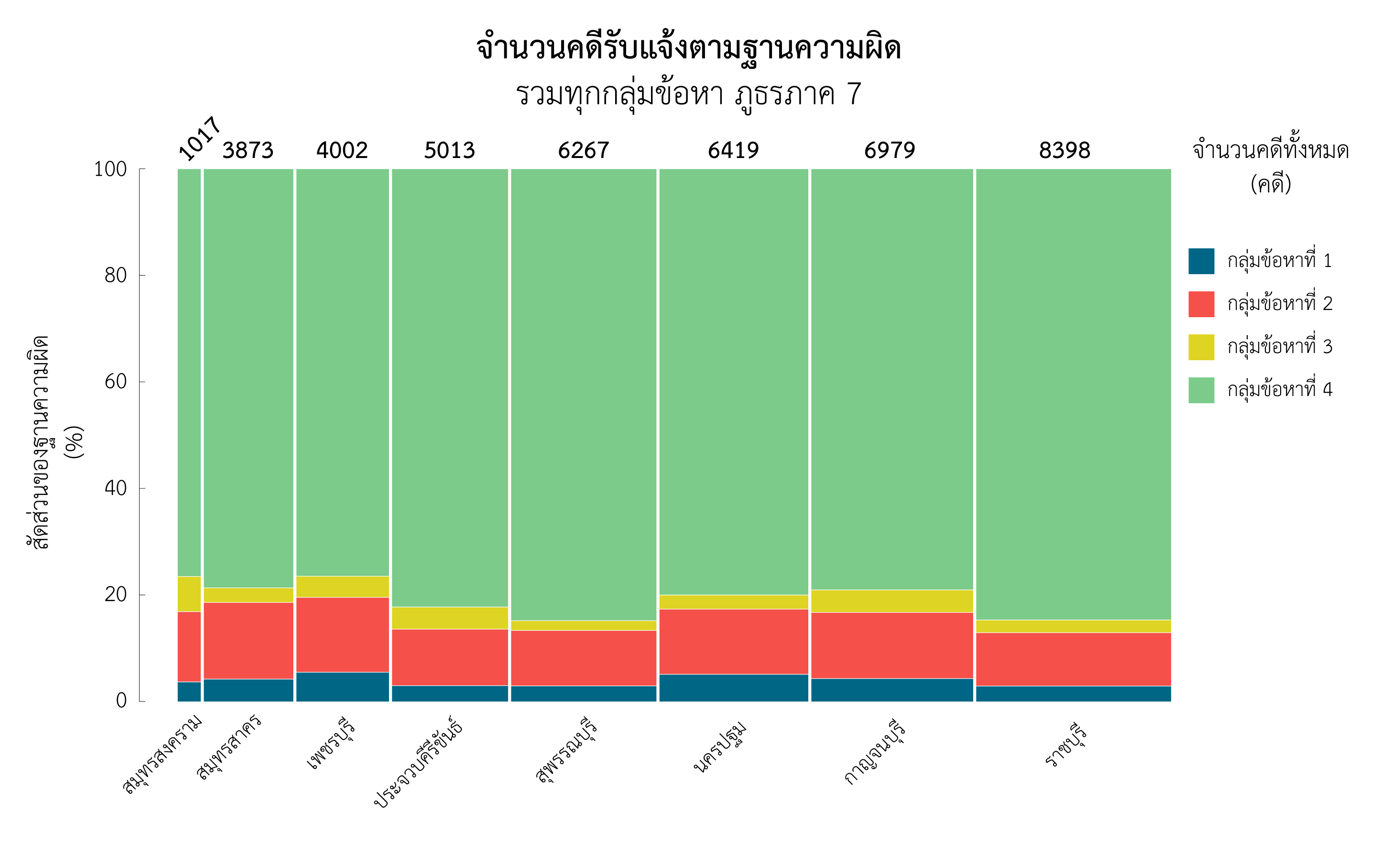 จำนวนคดีรับแจ้งตามฐานความผิด
รวมทุกกลุ่มข้อหา ภูธรภาค 7
1017 3873 4002 5013 6267 6419 6979 8398
จำนวนคดีทั้งหมด
(คดี)
100
80
60
40
20
0
สัดส่วนของฐานความผิด
(%)
กลุ่มข้อหาที่ 1
กลุ่มข้อหาที่ 2
กลุ่มข้อหาที่ 3
กลุ่มข้อหาที่ 4
สมุทรสงคราม
สมุทรสาคร
เพชรบุรี
ประจวบคีรีขันธ์
สุพรรณบุรี
นครปฐม
กาญจนบุรี
ราชบุรี